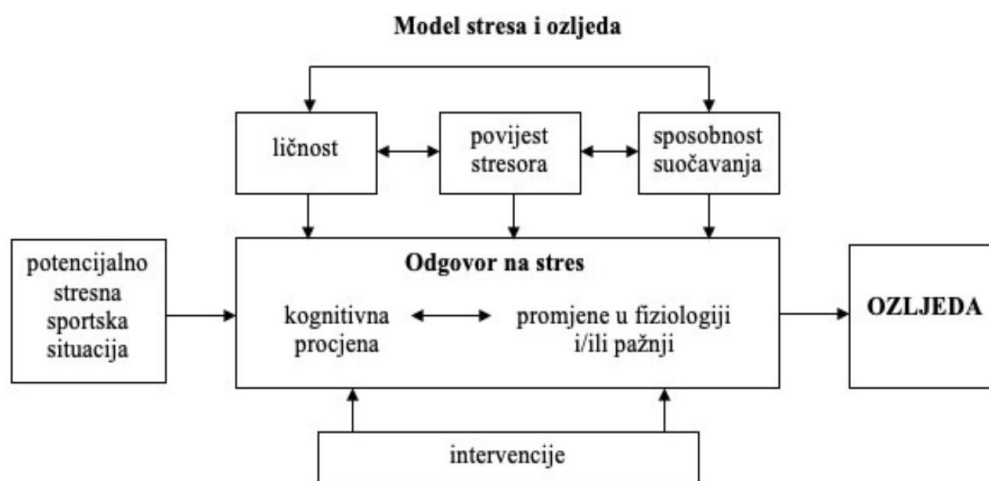 Model stresa i ozljeda
ličnost
povijest
stresora
sposobnost
suočavanja
potencijalno
stresna
sportska
situacija
Odgovor na stres
kognitivna
procjena
promjene u fiziologiji
i/ili pažnji
OZLJEDA
intervencije